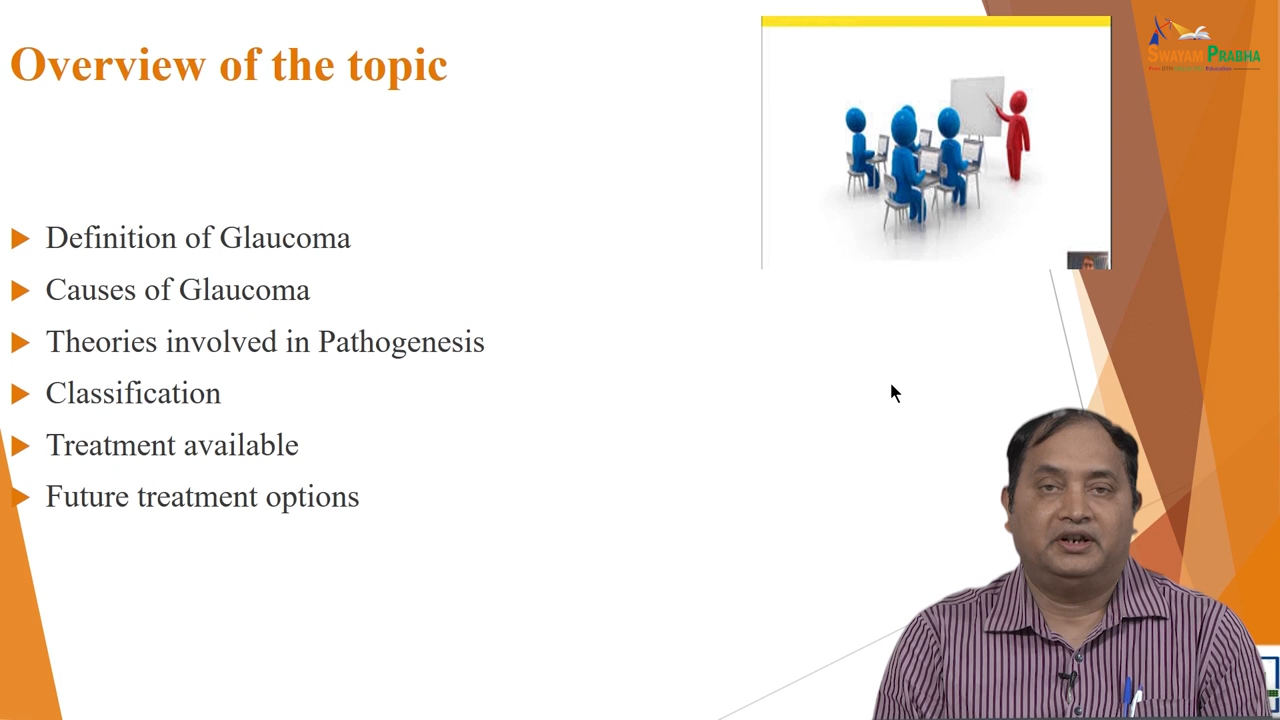 Overview of the topic
SWAYAM PRABHA
Definition of Glaucoma
Causes of Glaucoma
Theories involved in Pathogenesis
Classification
Treatment available
Future treatment options